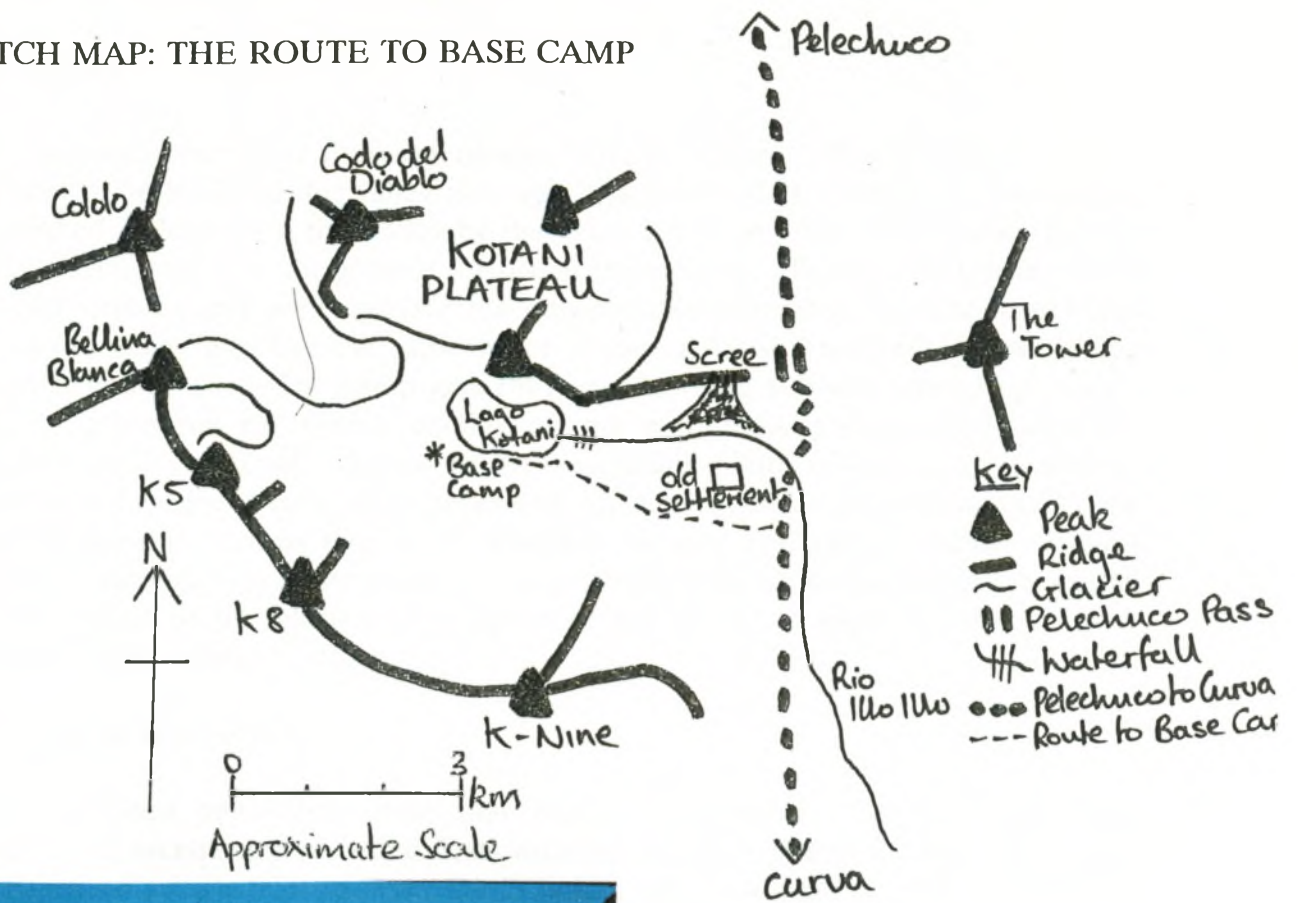 TCH MAP: THE ROUTE TO BASE CAMP
Pelechuco
Cololo
Codo del
Diablo
KOTANI
PLATEAU
Bellina
Blanca
Scree
The
Tower
Lago
Kotani
*Base
Camp
old
Settlement
K5
Key
Peak
Ridge
Glacier
Pelechuco Pass
Waterfall
Pelechuco to Curva
Route to Base Car
N
K8
Rio
Illo Illo
K-Nine
0 3
km
Approximate Scale
Curva